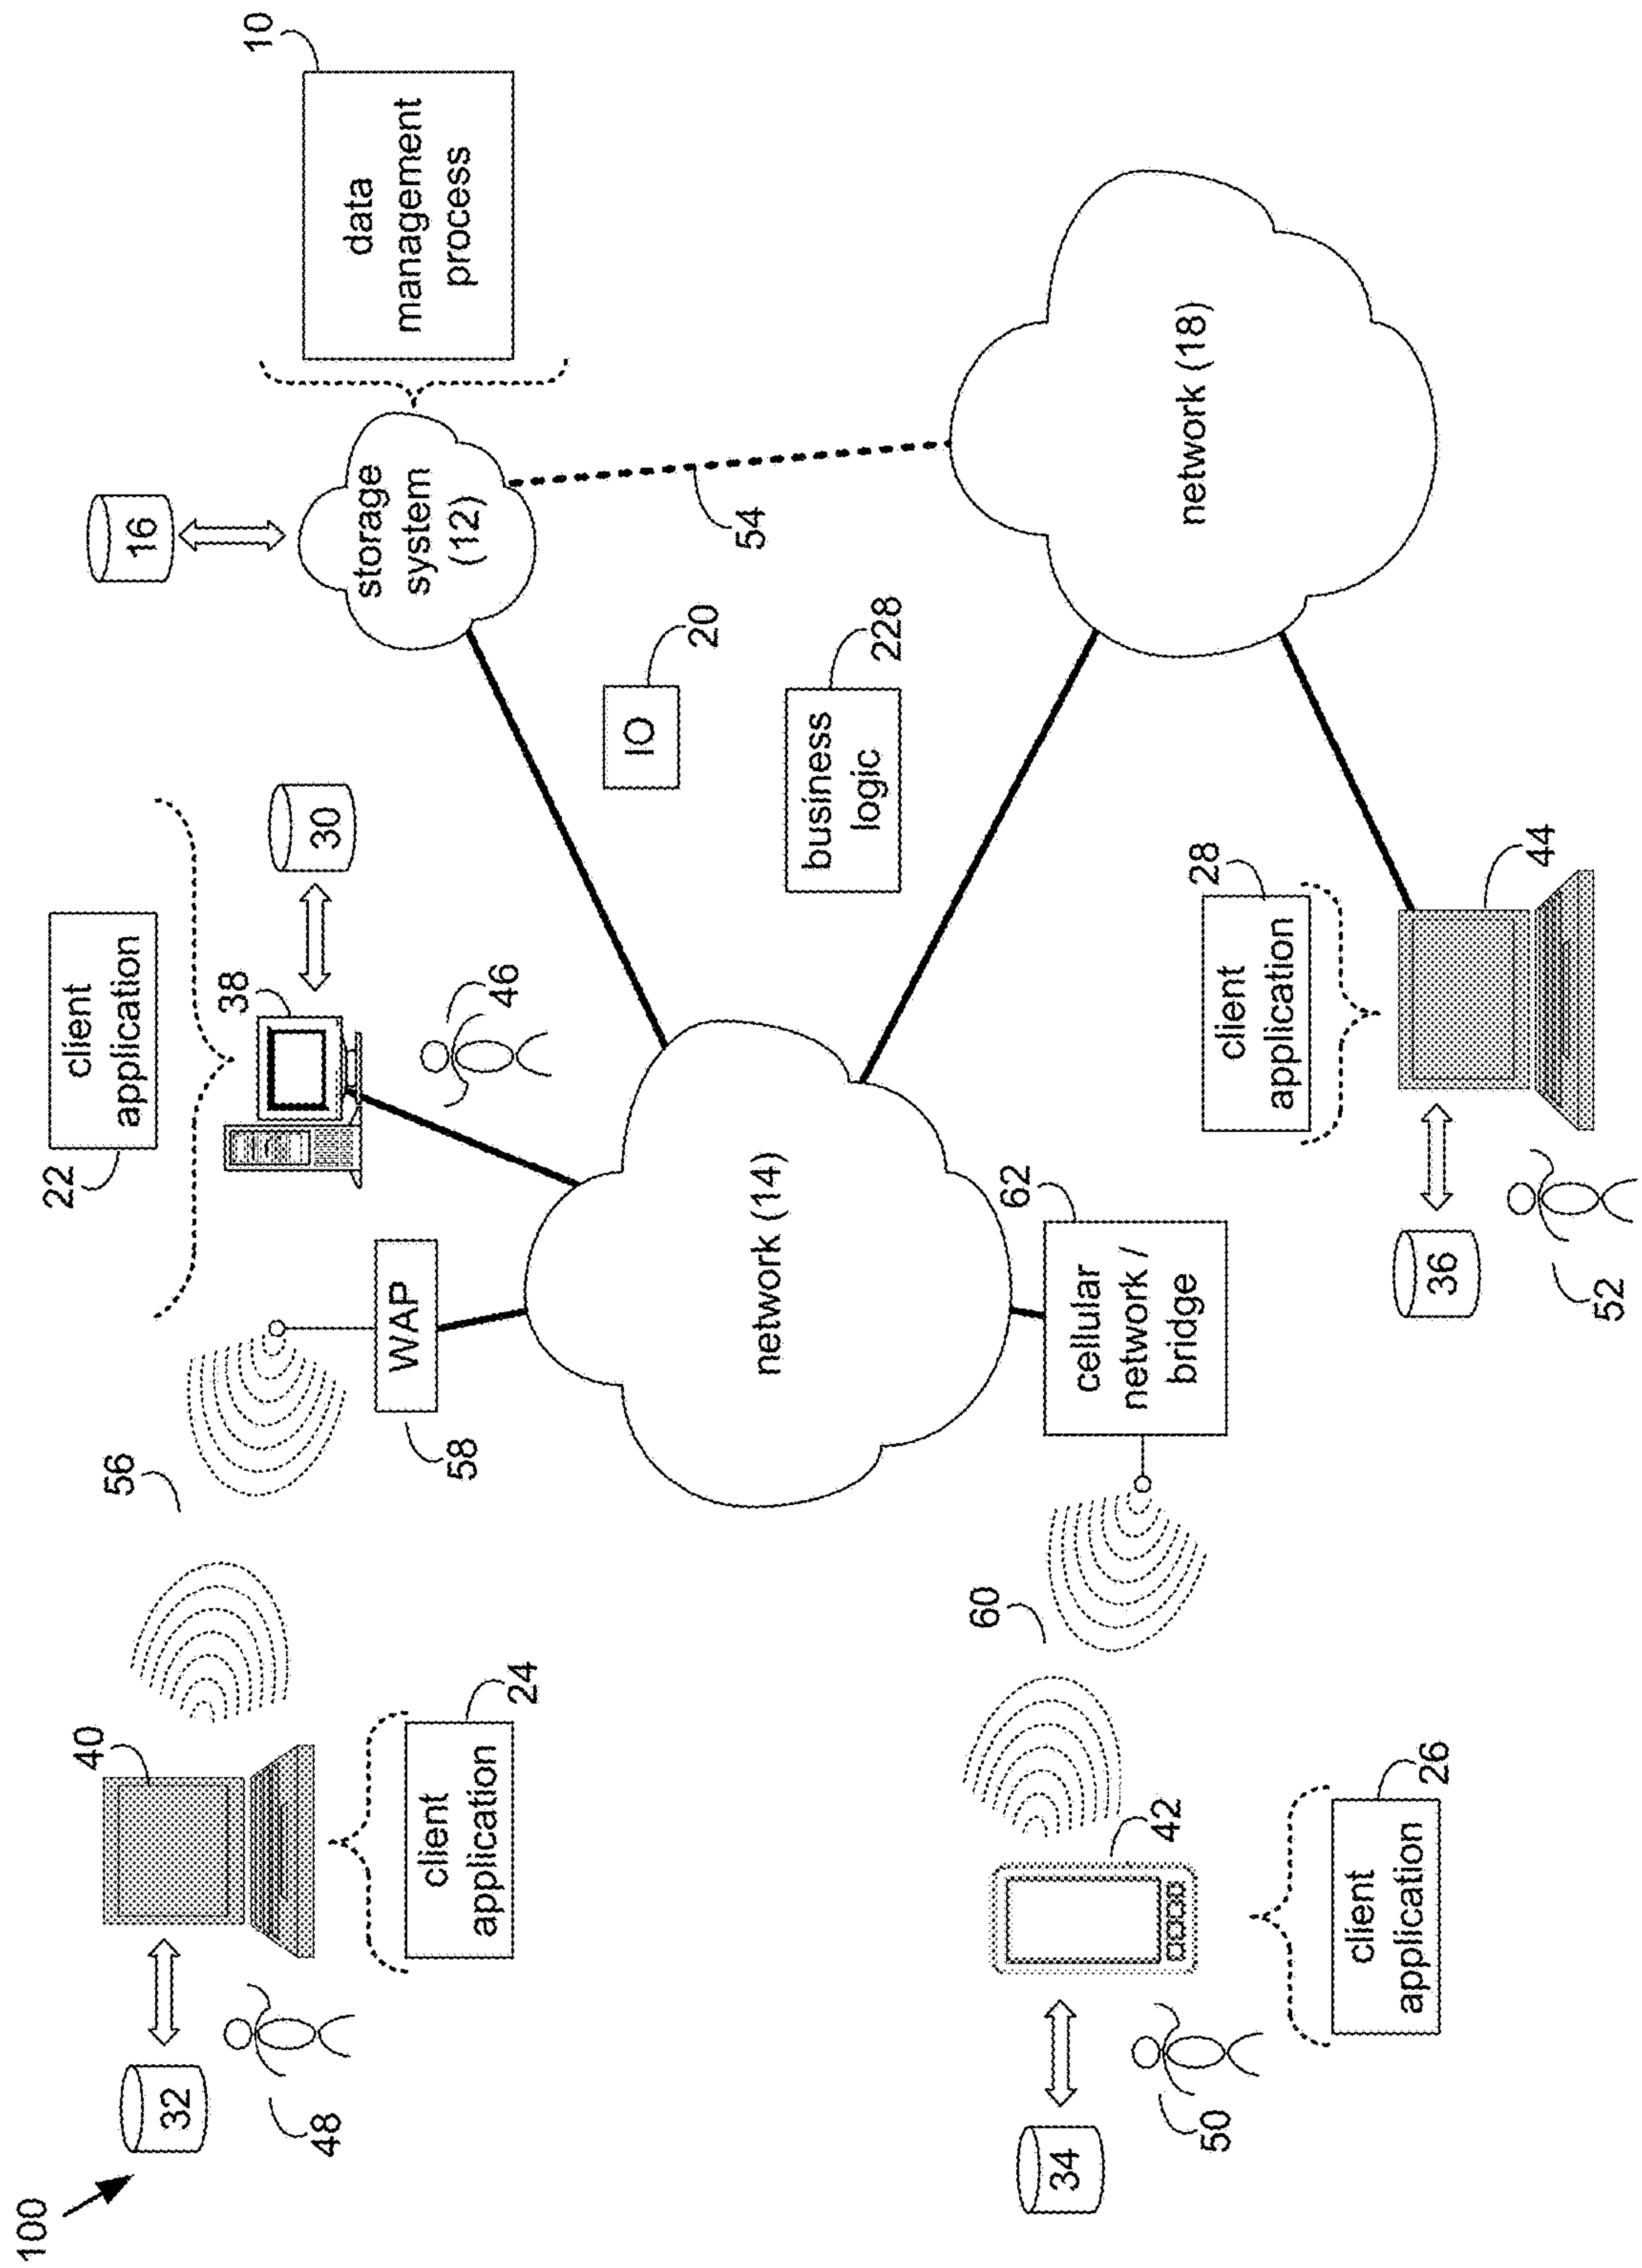 100
32
48
40
client
application
24
56
WAP
58
client
application
22
38
30
46
16
storage
system
(12)
data
management
process
10
54
IO
20
business
logic
228
network (14)
network (18)
34
50
42
client
application
26
60
cellular
network /
bridge
62
client
application
28
36
52
44